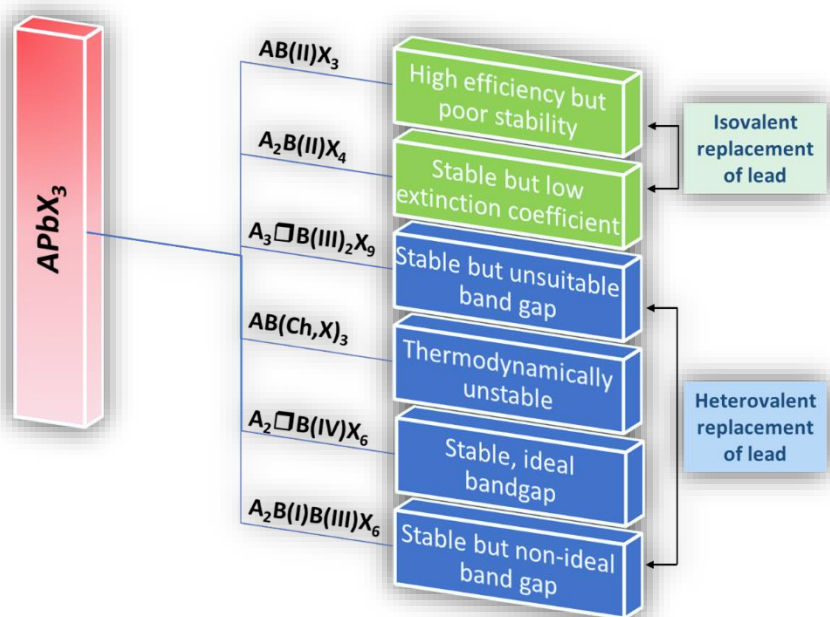 APbX₃
AB(II)X₃
High efficiency but
poor stability
A₂B(II)X₄
Stable but low
extinction coefficient
A₃□B(III)₂X₉
Stable but unsuitable
band gap
AB(Ch,X)₃
Thermodynamically
unstable
A₂□B(IV)X₆
Stable, ideal
bandgap
A₂B(I)B(III)X₆
Stable but non-ideal
band gap
Isovalent
replacement
of lead
Heterovalent
replacement
of lead